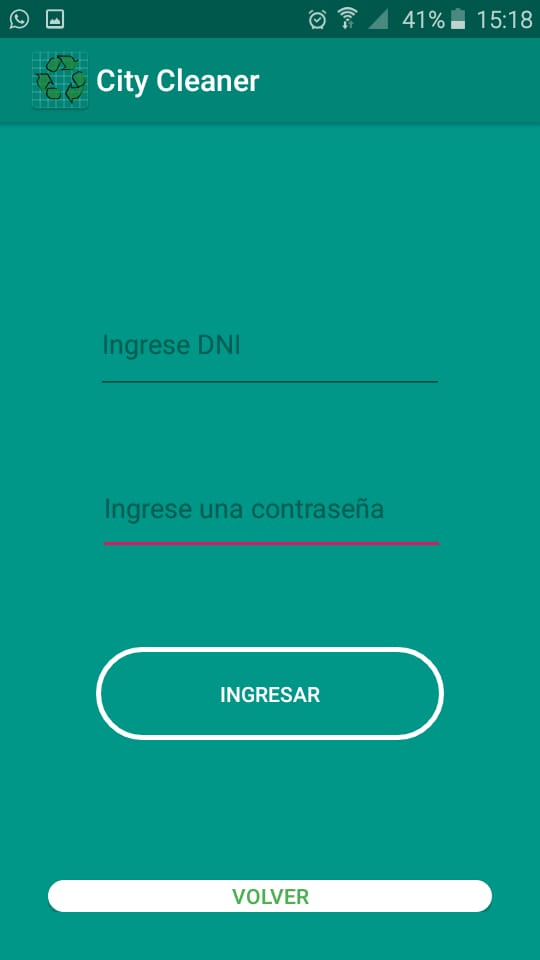 41% 15:18
City Cleaner
Ingrese DNI
Ingrese una contraseña
INGRESAR
VOLVER